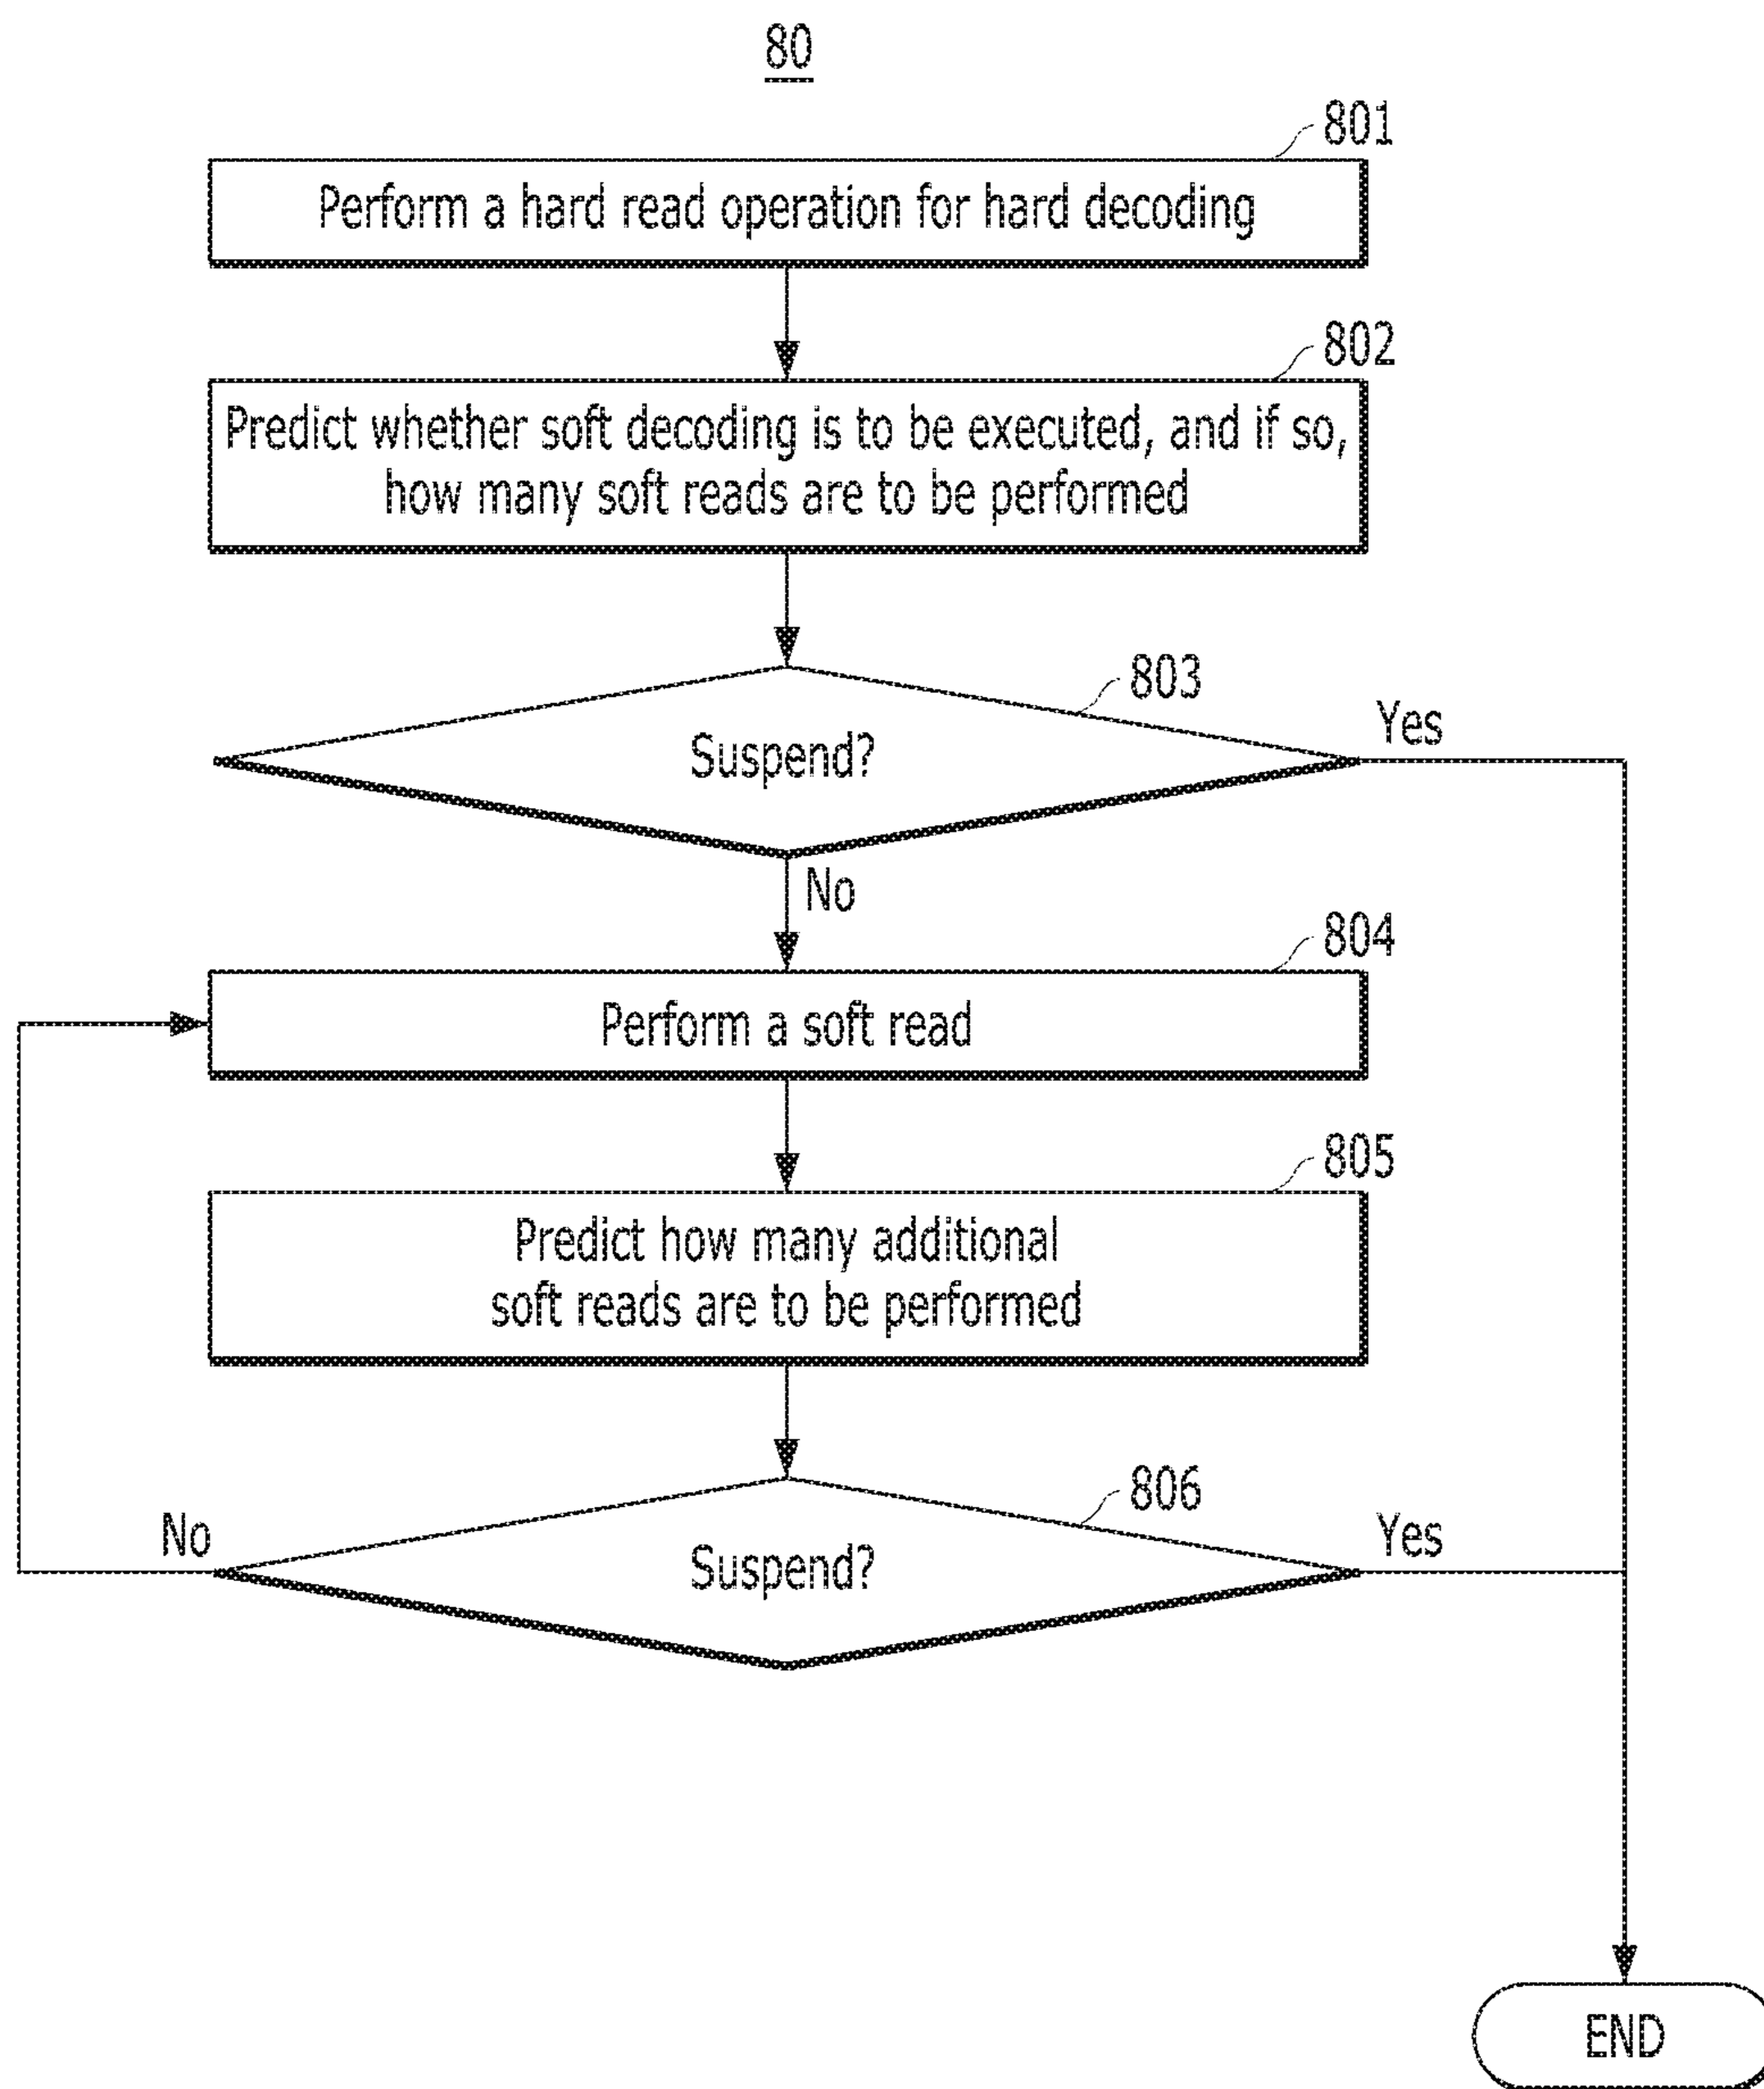 80
801
Perform a hard read operation for hard decoding
802
Predict whether soft decoding is to be executed, and if so,
how many soft reads are to be performed
803
Suspend?
Yes
No
804
Perform a soft read
805
Predict how many additional
soft reads are to be performed
806
No
Suspend?
Yes
END